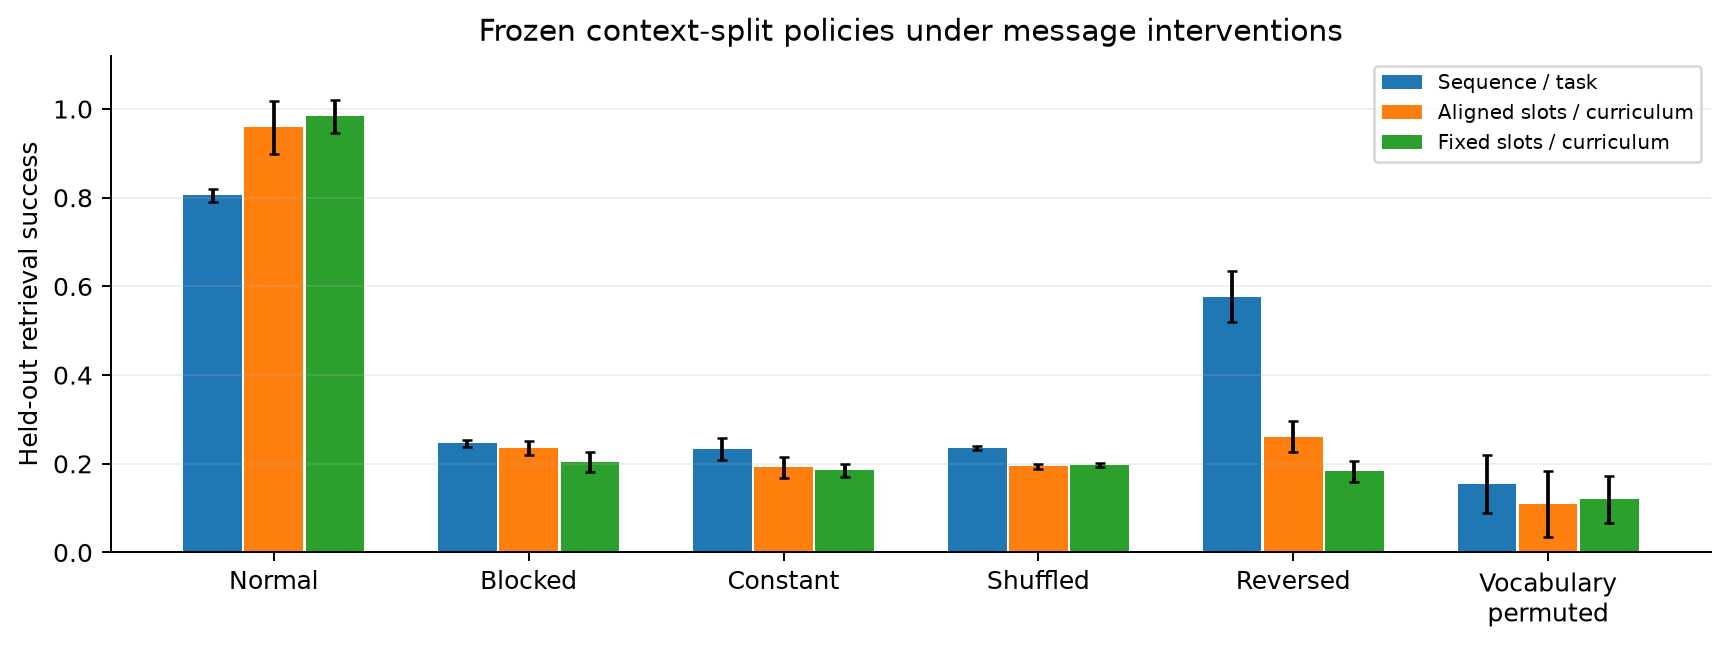 Frozen context-split policies under message interventions
Sequence / task
Aligned slots / curriculum
Fixed slots / curriculum
Held-out retrieval success
1.0
0.8
0.6
0.4
0.2
0.0
Normal
Blocked
Constant
Shuffled
Reversed
Vocabulary
permuted